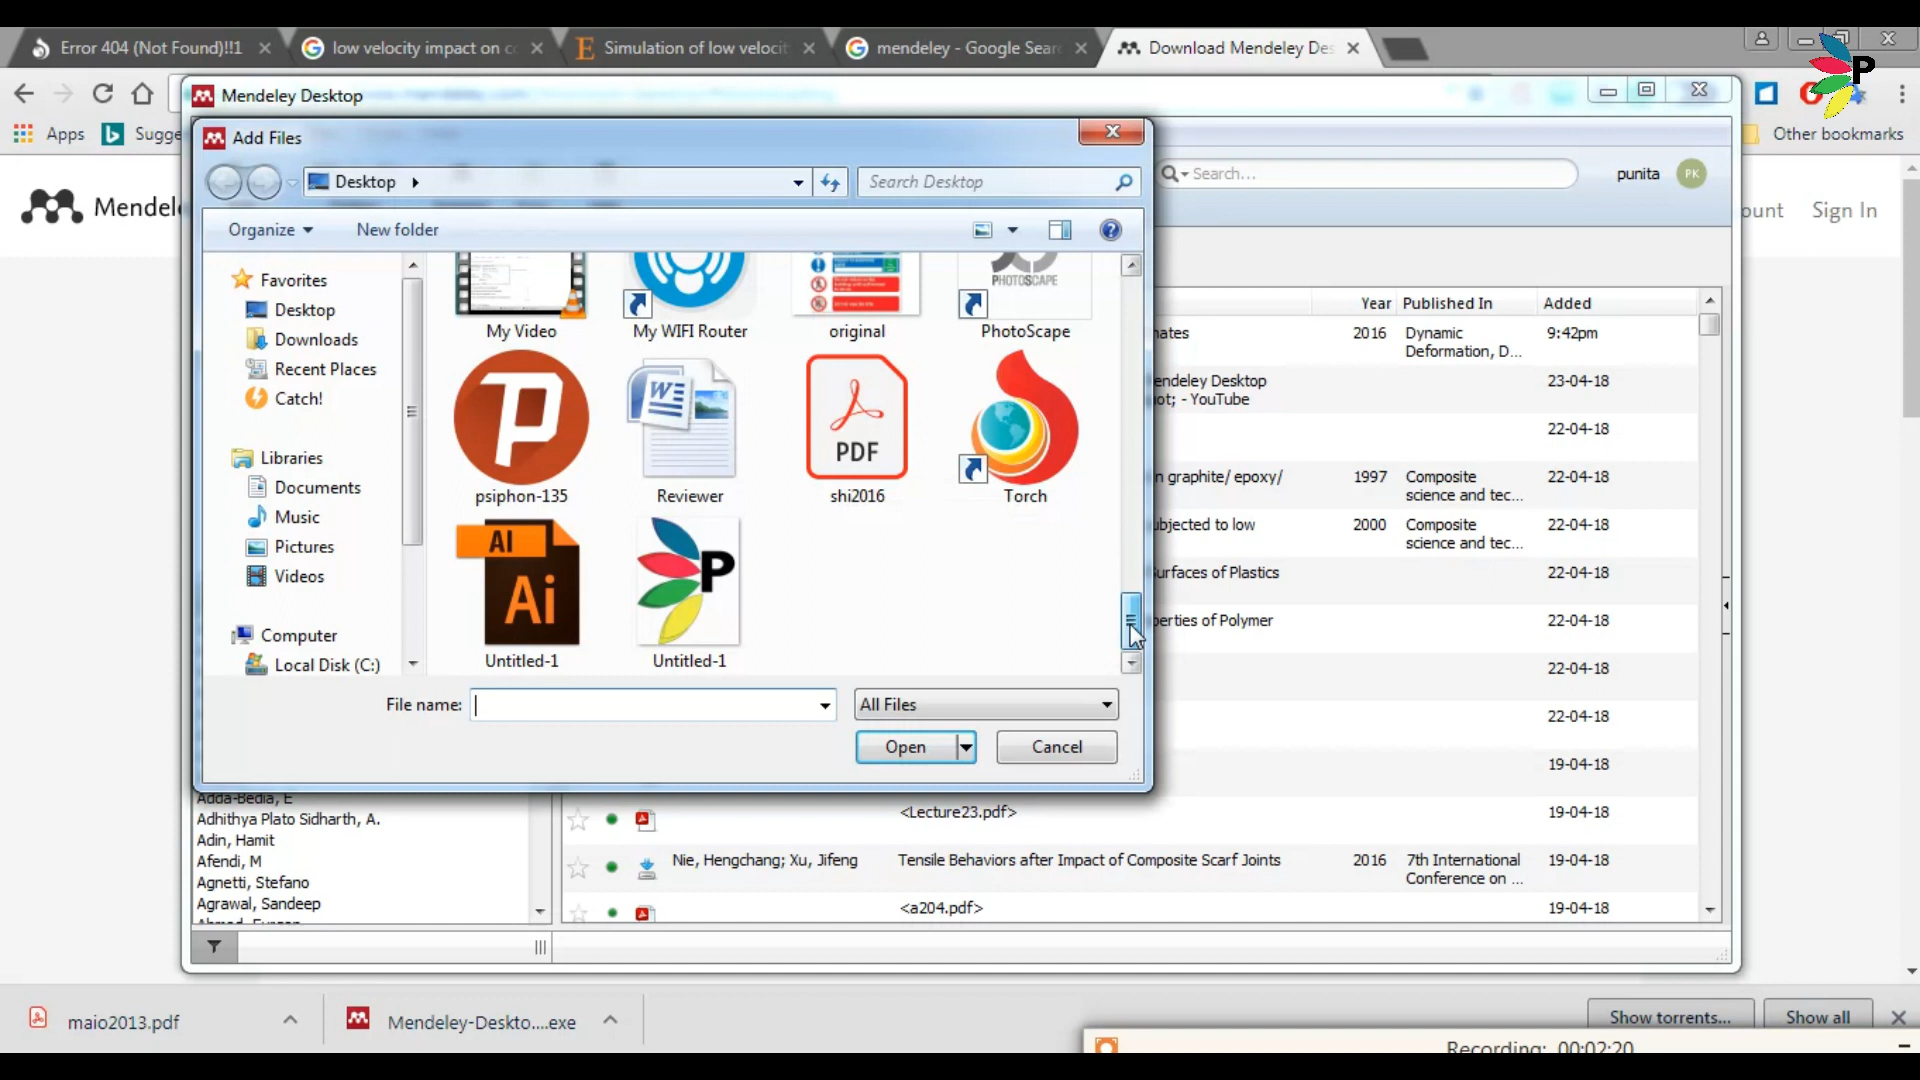 Error 404 (Not Found)!!1
low velocity impact on co
Simulation of low velocit
mendeley - Google Sear
Download Mendeley Des
Mendeley Desktop
P
Apps
Sugge
Other bookmarks
Add Files
Desktop
Search Desktop
Search...
punita
PK
Mendele
ount
Sign In
Organize
New folder
Favorites
Desktop
Downloads
Recent Places
Catch!
Libraries
Documents
Music
Pictures
Videos
Computer
Local Disk (C:)
PHOTOSCAPE
My Video
My WIFI Router
original
PhotoScape
W
PDF
psiphon-135
Reviewer
shi2016
Torch
AI
Ai
P
Untitled-1
Untitled-1
File name:
All Files
Open
Cancel
Year
Published In
Added
nates
2016
Dynamic
Deformation, D...
9:42pm
endeley Desktop
ot; - YouTube
23-04-18
22-04-18
n graphite/ epoxy/
1997
Composite
science and tec...
22-04-18
ubjected to low
2000
Composite
science and tec...
22-04-18
Surfaces of Plastics
22-04-18
perties of Polymer
22-04-18
22-04-18
22-04-18
19-04-18
<Lecture23.pdf>
19-04-18
Nie, Hengchang; Xu, Jifeng
Tensile Behaviors after Impact of Composite Scarf Joints
2016
7th International
Conference on ...
19-04-18
<a204.pdf>
19-04-18
Adda-Bedia, E
Adhithya Plato Sidharth, A.
Adin, Hamit
Afendi, M
Agnetti, Stefano
Agrawal, Sandeep
maio2013.pdf
Mendeley-Deskto....exe
Show torrents...
Show all
Recording: 00:02:20